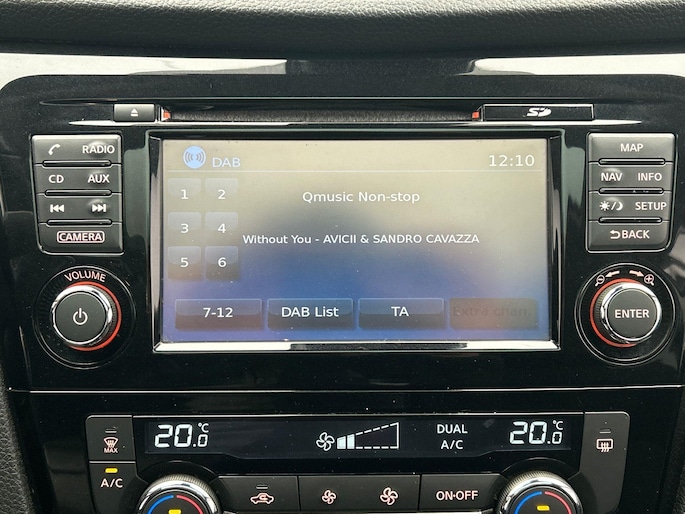 SD
RADIO
CD AUX
CAMERA
VOLUME
DAB 12:10
1 2
3 4
5 6
Qmusic Non-stop
Without You - AVICII & SANDRO CAVAZZA
7-12 DAB List TA Extra chan.
MAP
NAV INFO
SETUP
BACK
ENTER
MAX
A/C
20.0 °C
DUAL
A/C
20.0 °C
ON·OFF